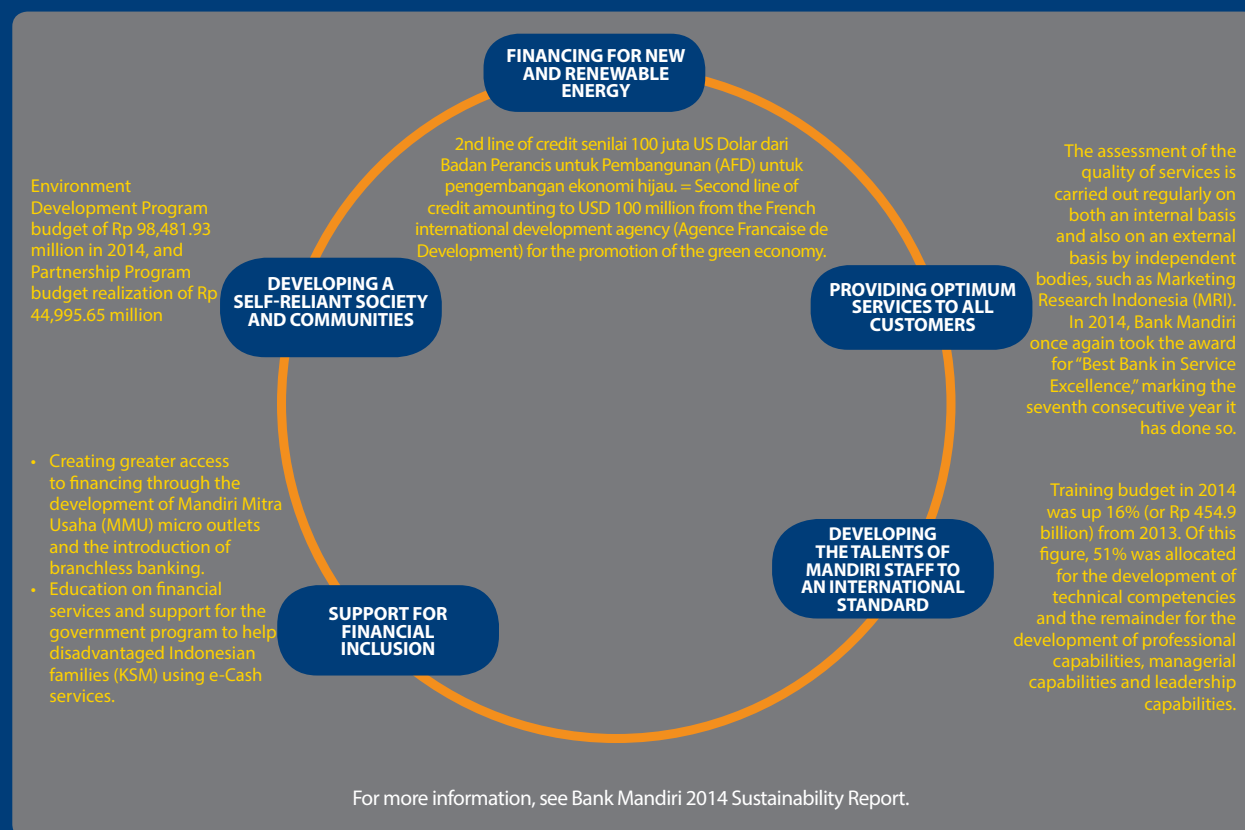 FINANCING FOR NEW
AND RENEWABLE
ENERGY
2nd line of credit senilai 100 juta US Dolar dari
Badan Perancis untuk Pembangunan (AFD) untuk
pengembangan ekonomi hijau. = Second line of
credit amounting to USD 100 million from the French
international development agency (Agence Francaise de
Development) for the promotion of the green economy.
Environment
Development Program
budget of Rp 98,481.93
million in 2014, and
Partnership Program
budget realization of Rp
44,995.65 million
DEVELOPING A
SELF-RELIANT SOCIETY
AND COMMUNITIES
PROVIDING OPTIMUM
SERVICES TO ALL
CUSTOMERS
The assessment of the
quality of services is
carried out regularly on
both an internal basis
and also on an external
basis by independent
bodies, such as Marketing
Research Indonesia (MRI).
In 2014, Bank Mandiri
once again took the award
for “Best Bank in Service
Excellence,” marking the
seventh consecutive year it
has done so.
• Creating greater access
to financing through the
development of Mandiri Mitra
Usaha (MMU) micro outlets
and the introduction of
branchless banking.
• Education on financial
services and support for the
government program to help
disadvantaged Indonesian
families (KSM) using e-Cash
services.
SUPPORT FOR
FINANCIAL
INCLUSION
DEVELOPING
THE TALENTS OF
MANDIRI STAFF TO
AN INTERNATIONAL
STANDARD
Training budget in 2014
was up 16% (or Rp 454.9
billion) from 2013. Of this
figure, 51% was allocated
for the development of
technical competencies
and the remainder for the
development of professional
capabilities, managerial
capabilities and leadership
capabilities.
For more information, see Bank Mandiri 2014 Sustainability Report.